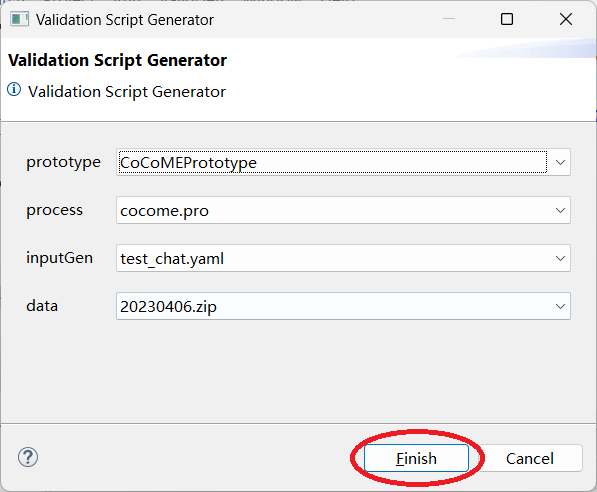 Validation Script Generator
Validation Script Generator
Validation Script Generator
prototype CoCoMEPrototype
process cocome.pro
inputGen test_chat.yaml
data 20230406.zip
? Finish Cancel